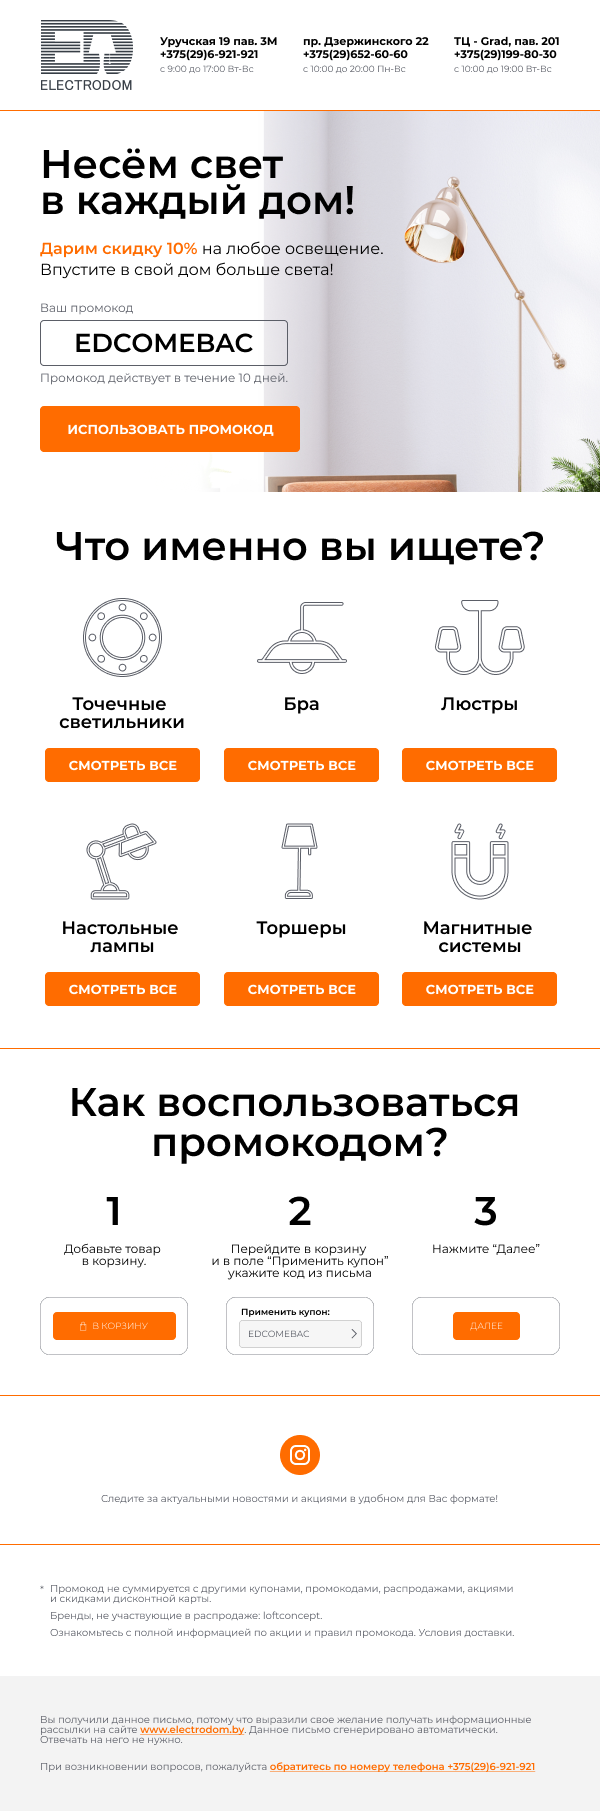 ELECTRODOM
Уручская 19 пав. 3М
+375(29)6-921-921
с 9:00 до 17:00 Вт-Вс
пр. Дзержинского 22
+375(29)652-60-60
с 10:00 до 20:00 Пн-Вс
ТЦ - Grad, пав. 201
+375(29)199-80-30
с 10:00 до 19:00 Вт-Вс
Несём свет
в каждый дом!
Дарим скидку 10% на любое освещение.
Впустите в свой дом больше света!
Ваш промокод
EDCOMEBAC
Промокод действует в течение 10 дней.
ИСПОЛЬЗОВАТЬ ПРОМОКОД
Что именно вы ищете?
Точечные
светильники
Бра
Люстры
СМОТРЕТЬ ВСЕ
СМОТРЕТЬ ВСЕ
СМОТРЕТЬ ВСЕ
Настольные
лампы
Торшеры
Магнитные
системы
СМОТРЕТЬ ВСЕ
СМОТРЕТЬ ВСЕ
СМОТРЕТЬ ВСЕ
Как воспользоваться
промокодом?
1
Добавьте товар
в корзину.
В КОРЗИНУ
2
Перейдите в корзину
и в поле “Применить купон”
укажите код из письма
Применить купон:
EDCOMEBAC
3
Нажмите “Далее”
ДАЛЕЕ
Следите за актуальными новостями и акциями в удобном для Вас формате!
* Промокод не суммируется с другими купонами, промокодами, распродажами, акциями
и скидками дисконтной карты.
Бренды, не участвующие в распродаже: loftconcept.
Ознакомьтесь с полной информацией по акции и правил промокода. Условия доставки.
Вы получили данное письмо, потому что выразили свое желание получать информационные
рассылки на сайте www.electrodom.by. Данное письмо сгенерировано автоматически.
Отвечать на него не нужно.
При возникновении вопросов, пожалуйста обратитесь по номеру телефона +375(29)6-921-921